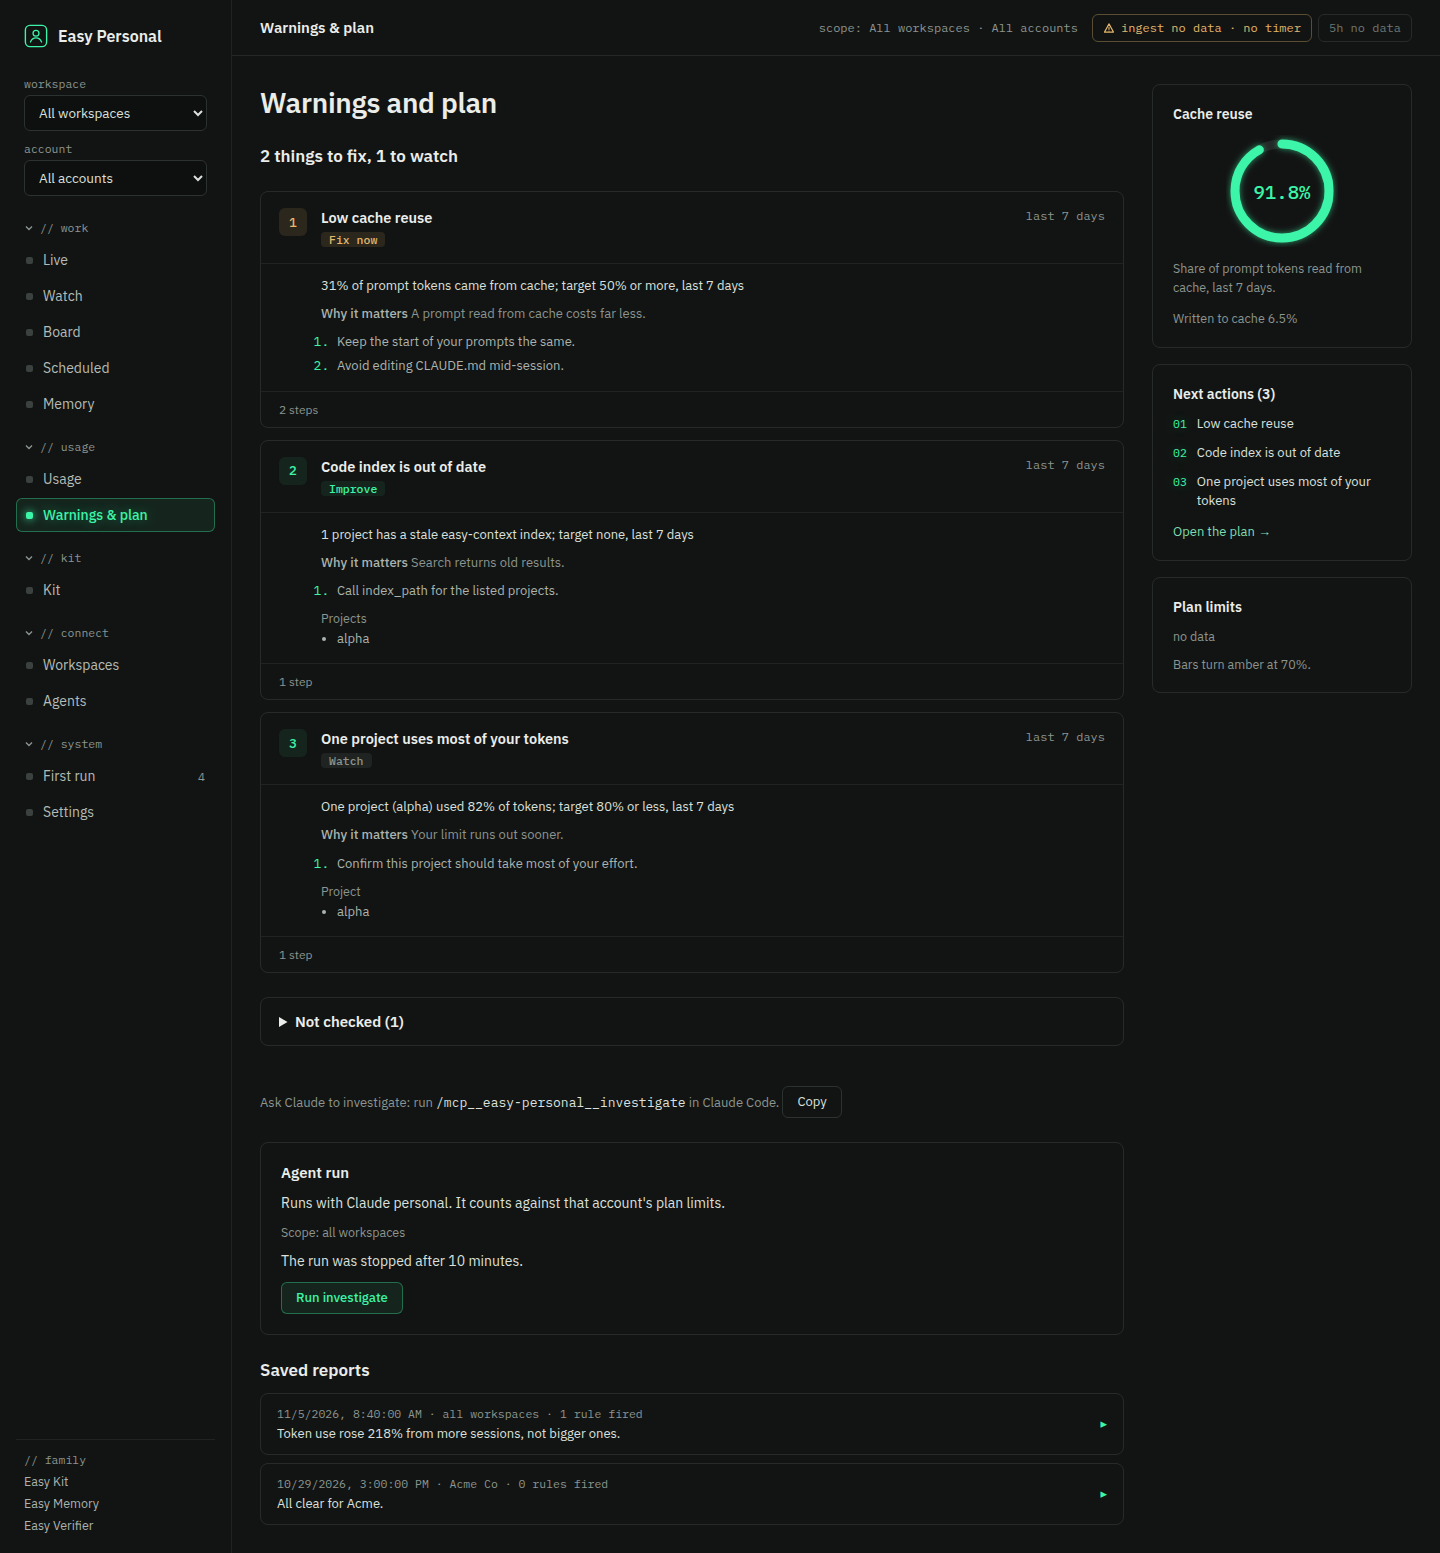 Easy Personal
workspace
All workspaces
account
All accounts
// work
Live
Watch
Board
Scheduled
Memory
// usage
Usage
Warnings & plan
// kit
Kit
// connect
Workspaces
Agents
// system
First run 4
Settings
// family
Easy Kit
Easy Memory
Easy Verifier
Warnings & plan
scope: All workspaces · All accounts
ingest no data · no timer
5h no data
Warnings and plan
2 things to fix, 1 to watch
1 Low cache reuse last 7 days
Fix now
31% of prompt tokens came from cache; target 50% or more, last 7 days
Why it matters A prompt read from cache costs far less.
1. Keep the start of your prompts the same.
2. Avoid editing CLAUDE.md mid-session.
2 steps
2 Code index is out of date last 7 days
Improve
1 project has a stale easy-context index; target none, last 7 days
Why it matters Search returns old results.
1. Call index_path for the listed projects.
Projects
• alpha
1 step
3 One project uses most of your tokens last 7 days
Watch
One project (alpha) used 82% of tokens; target 80% or less, last 7 days
Why it matters Your limit runs out sooner.
1. Confirm this project should take most of your effort.
Project
• alpha
1 step
Not checked (1)
Ask Claude to investigate: run /mcp__easy-personal__investigate in Claude Code. Copy
Agent run
Runs with Claude personal. It counts against that account's plan limits.
Scope: all workspaces
The run was stopped after 10 minutes.
Run investigate
Saved reports
11/5/2026, 8:40:00 AM · all workspaces · 1 rule fired
Token use rose 218% from more sessions, not bigger ones.
10/29/2026, 3:00:00 PM · Acme Co · 0 rules fired
All clear for Acme.
Cache reuse
91.8%
Share of prompt tokens read from
cache, last 7 days.
Written to cache 6.5%
Next actions (3)
01 Low cache reuse
02 Code index is out of date
03 One project uses most of your
tokens
Open the plan →
Plan limits
no data
Bars turn amber at 70%.